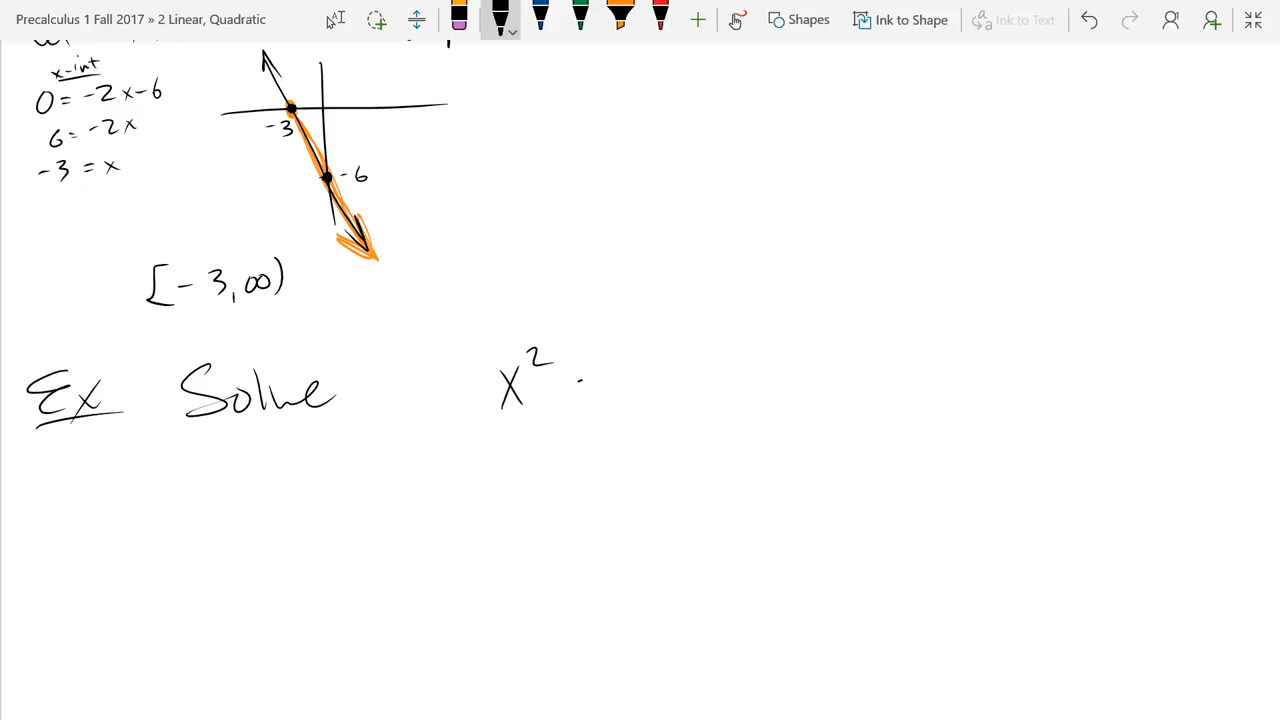 Precalculus 1 Fall 2017 » 2 Linear, Quadratic
Shapes
Ink to Shape
Ink to Text
x-int
0 = -2x-6
6 = -2x
-3 = x
-3
-6
[-3,∞)
Ex Solve x²